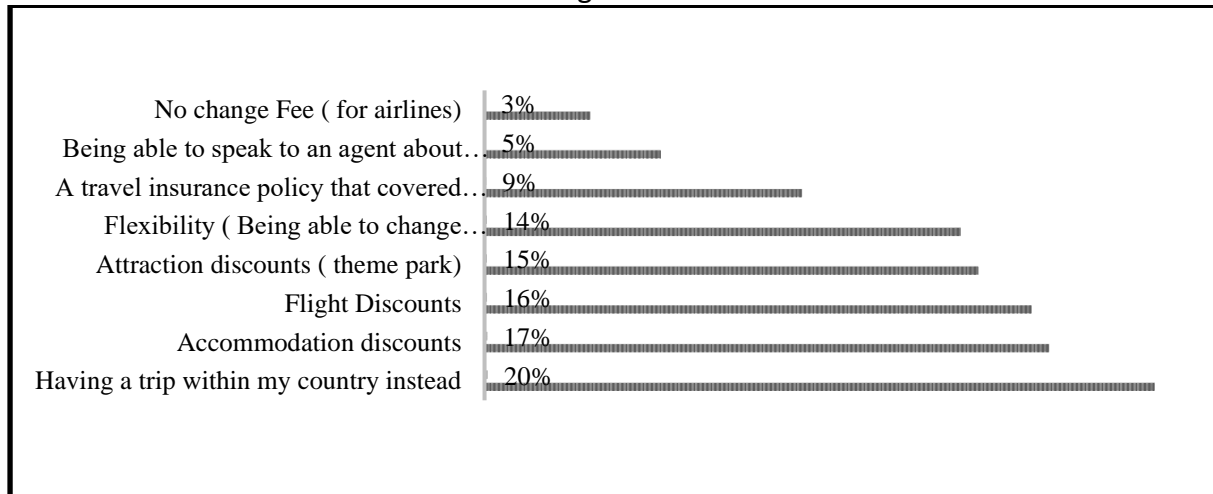 No change Fee ( for airlines) 3%
Being able to speak to an agent about… 5%
A travel insurance policy that covered… 9%
Flexibility ( Being able to change… 14%
Attraction discounts ( theme park) 15%
Flight Discounts 16%
Accommodation discounts 17%
Having a trip within my country instead 20%